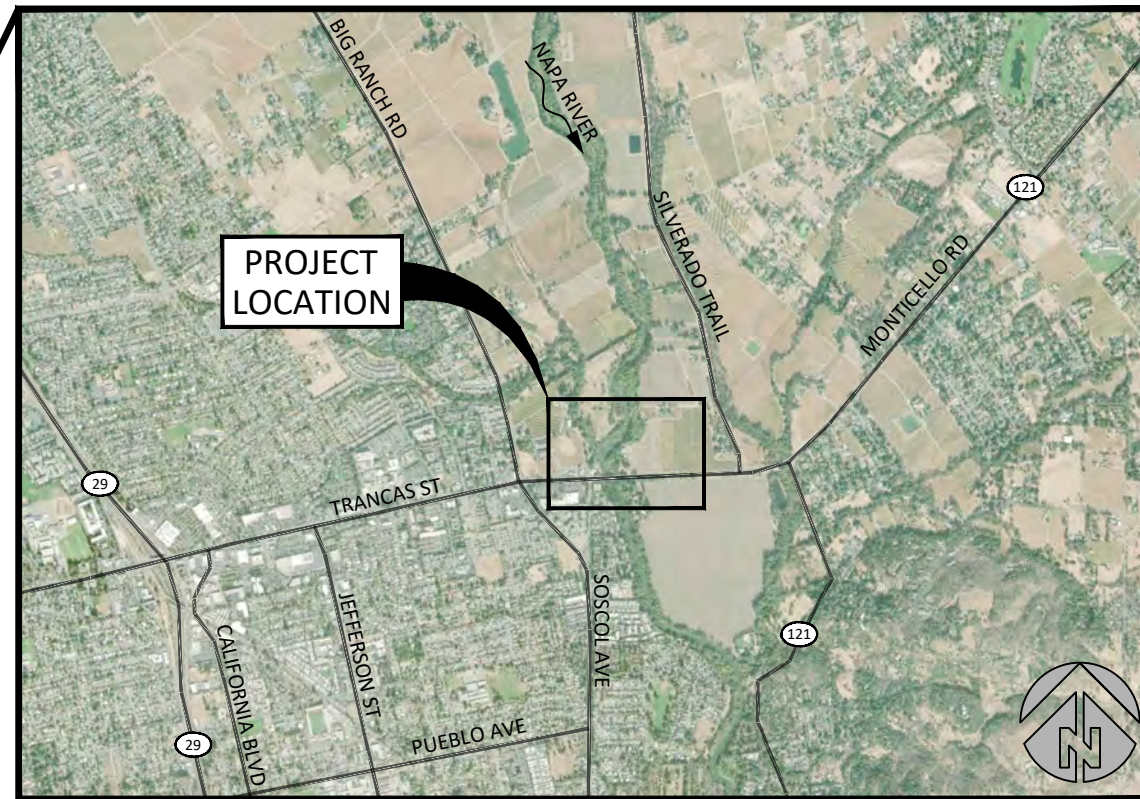 BIG RANCH RD
NAPA RIVER
121
SILVERADO TRAIL
PROJECT
LOCATION
MONTICELLO RD
29
TRANCAS ST
JEFFERSON ST
SOSCOL AVE
CALIFORNIA BLVD
121
PUEBLO AVE
29
N